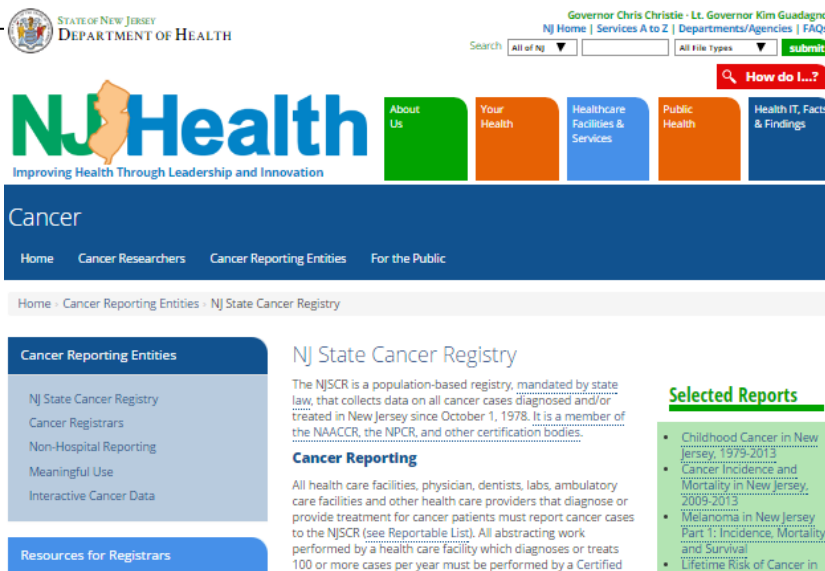 STATE OF NEW JERSEY
DEPARTMENT OF HEALTH
Governor Chris Christie · Lt. Governor Kim Guadagno
NJ Home | Services A to Z | Departments/Agencies | FAQs
Search All of NJ ▼ All File Types ▼ submit
How do I...?
NJ Health
Improving Health Through Leadership and Innovation
About
Us
Your
Health
Healthcare
Facilities &
Services
Public
Health
Health IT, Facts
& Findings
Cancer
Home Cancer Researchers Cancer Reporting Entities For the Public
Home › Cancer Reporting Entities › NJ State Cancer Registry
Cancer Reporting Entities
NJ State Cancer Registry
Cancer Registrars
Non-Hospital Reporting
Meaningful Use
Interactive Cancer Data
Resources for Registrars
NJ State Cancer Registry
The NJSCR is a population-based registry, mandated by state
law, that collects data on all cancer cases diagnosed and/or
treated in New Jersey since October 1, 1978. It is a member of
the NAACCR, the NPCR, and other certification bodies.
Cancer Reporting
All health care facilities, physician, dentists, labs, ambulatory
care facilities and other health care providers that diagnose or
provide treatment for cancer patients must report cancer cases
to the NJSCR (see Reportable List). All abstracting work
performed by a health care facility which diagnoses or treats
100 or more cases per year must be performed by a Certified
Selected Reports
Childhood Cancer in New
Jersey, 1979-2013
Cancer Incidence and
Mortality in New Jersey,
2009-2013
Melanoma in New Jersey
Part 1: Incidence, Mortality
and Survival
Lifetime Risk of Cancer in